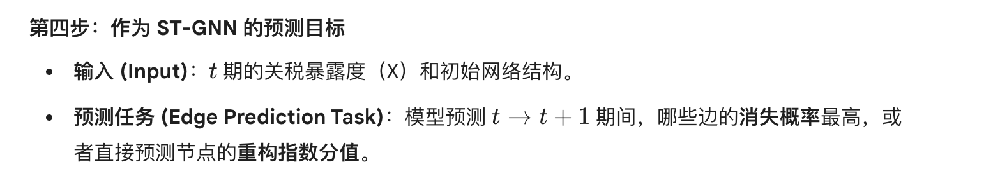 第四步：作为 ST-GNN 的预测目标
• 输入 (Input)：t 期的关税暴露度（X）和初始网络结构。
• 预测任务 (Edge Prediction Task)：模型预测 t → t + 1 期间，哪些边的消失概率最高，或
者直接预测节点的重构指数分值。